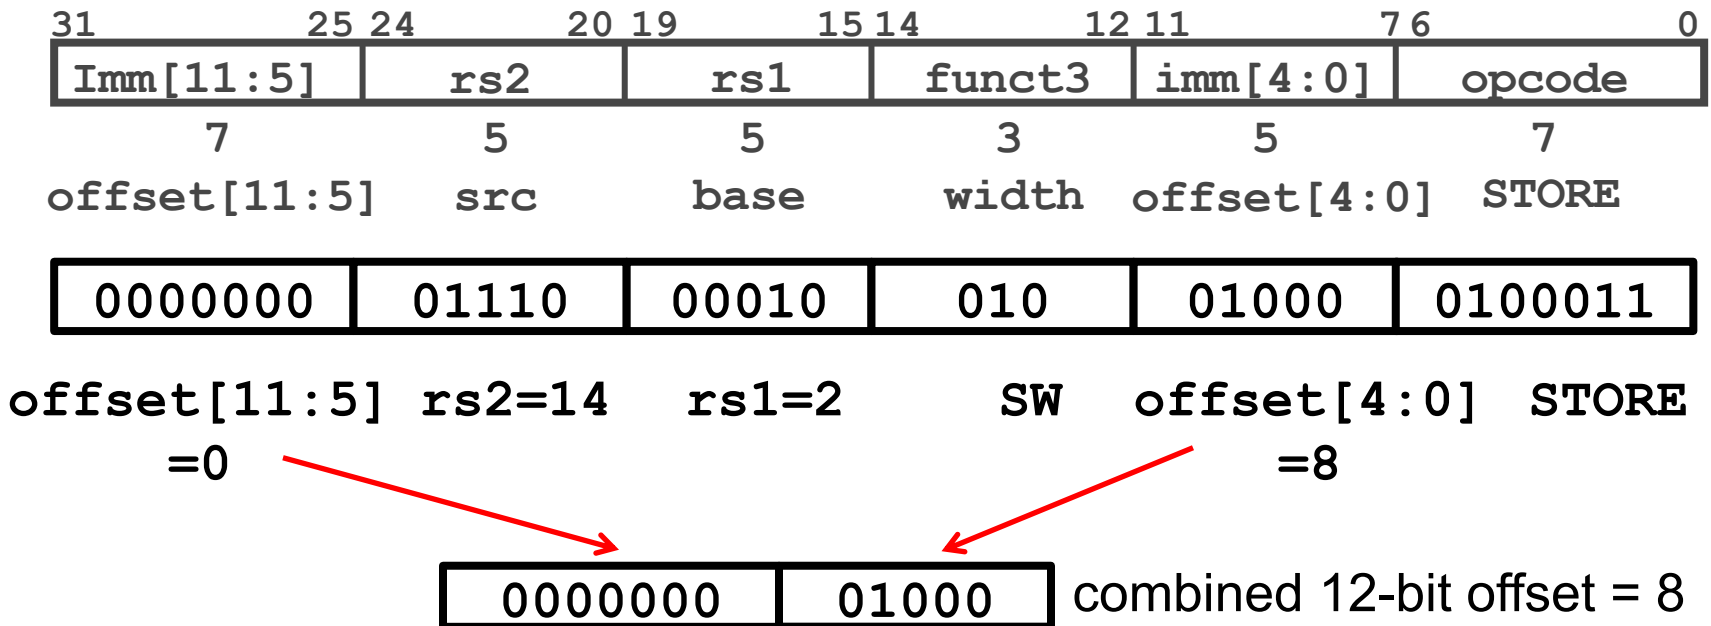 31 25 24 20 19 15 14 12 11 7 6 0
Imm[11:5] rs2 rs1 funct3 imm[4:0] opcode
7 5 5 3 5 7
offset[11:5] src base width offset[4:0] STORE
0000000 01110 00010 010 01000 0100011
offset[11:5] rs2=14 rs1=2 SW offset[4:0] STORE
=0 =8
0000000 01000 combined 12-bit offset = 8